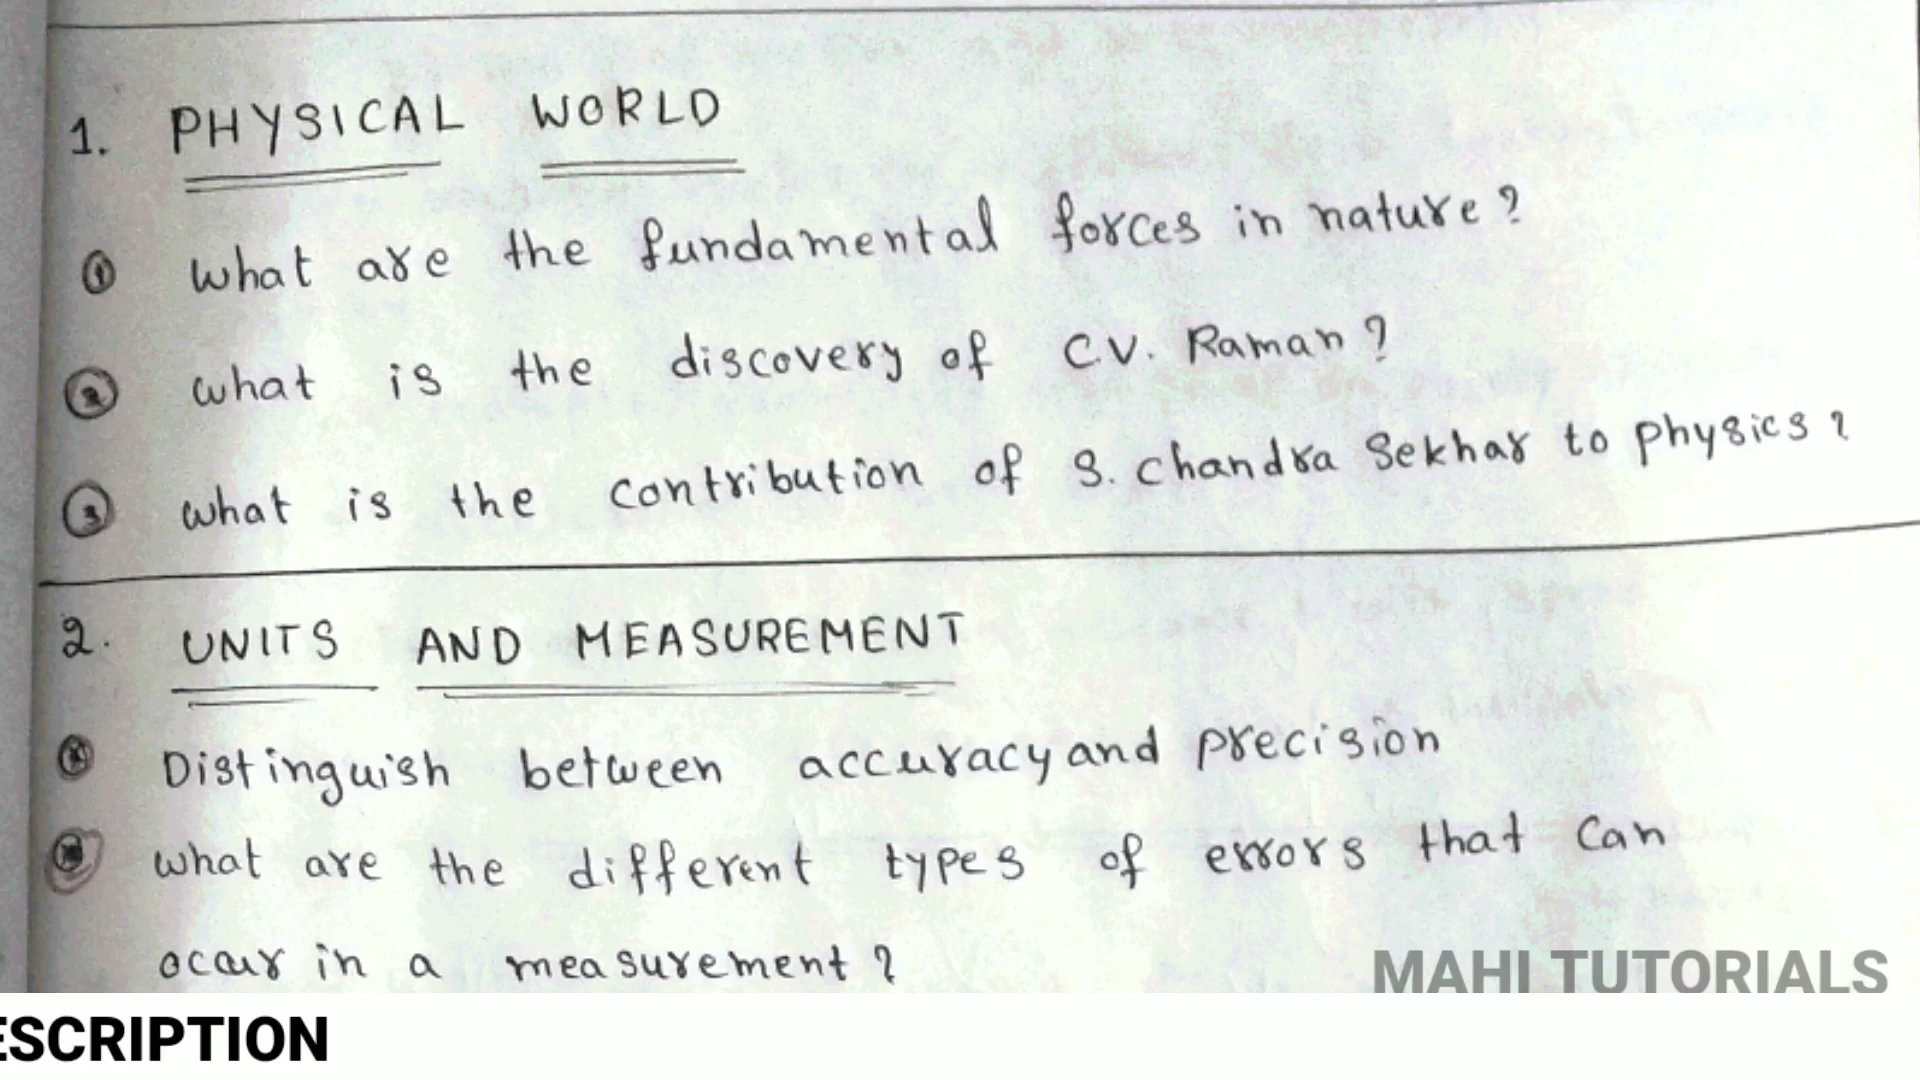 1. PHYSICAL WORLD
① What are the fundamental forces in nature?
② what is the discovery of C.V. Raman?
③ what is the contribution of S. Chandra Sekhar to physics?
2. UNITS AND MEASUREMENT
Distinguish between accuracy and precision
what are the different types of errors that can
occur in a measurement?
MAHI TUTORIALS
ESCRIPTION